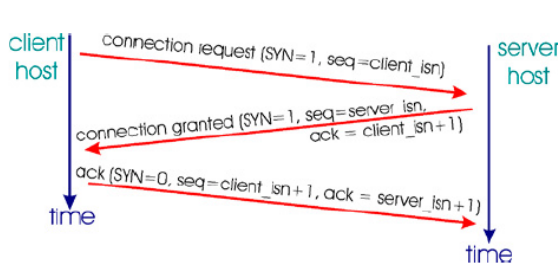 client
host
connection request (SYN=1, seq=client_isn)
server
host
connection granted (SYN=1, seq=server_isn,
ack = client_isn+1)
ack (SYN=0, seq=client_isn+1, ack = server_isn+1)
time
time